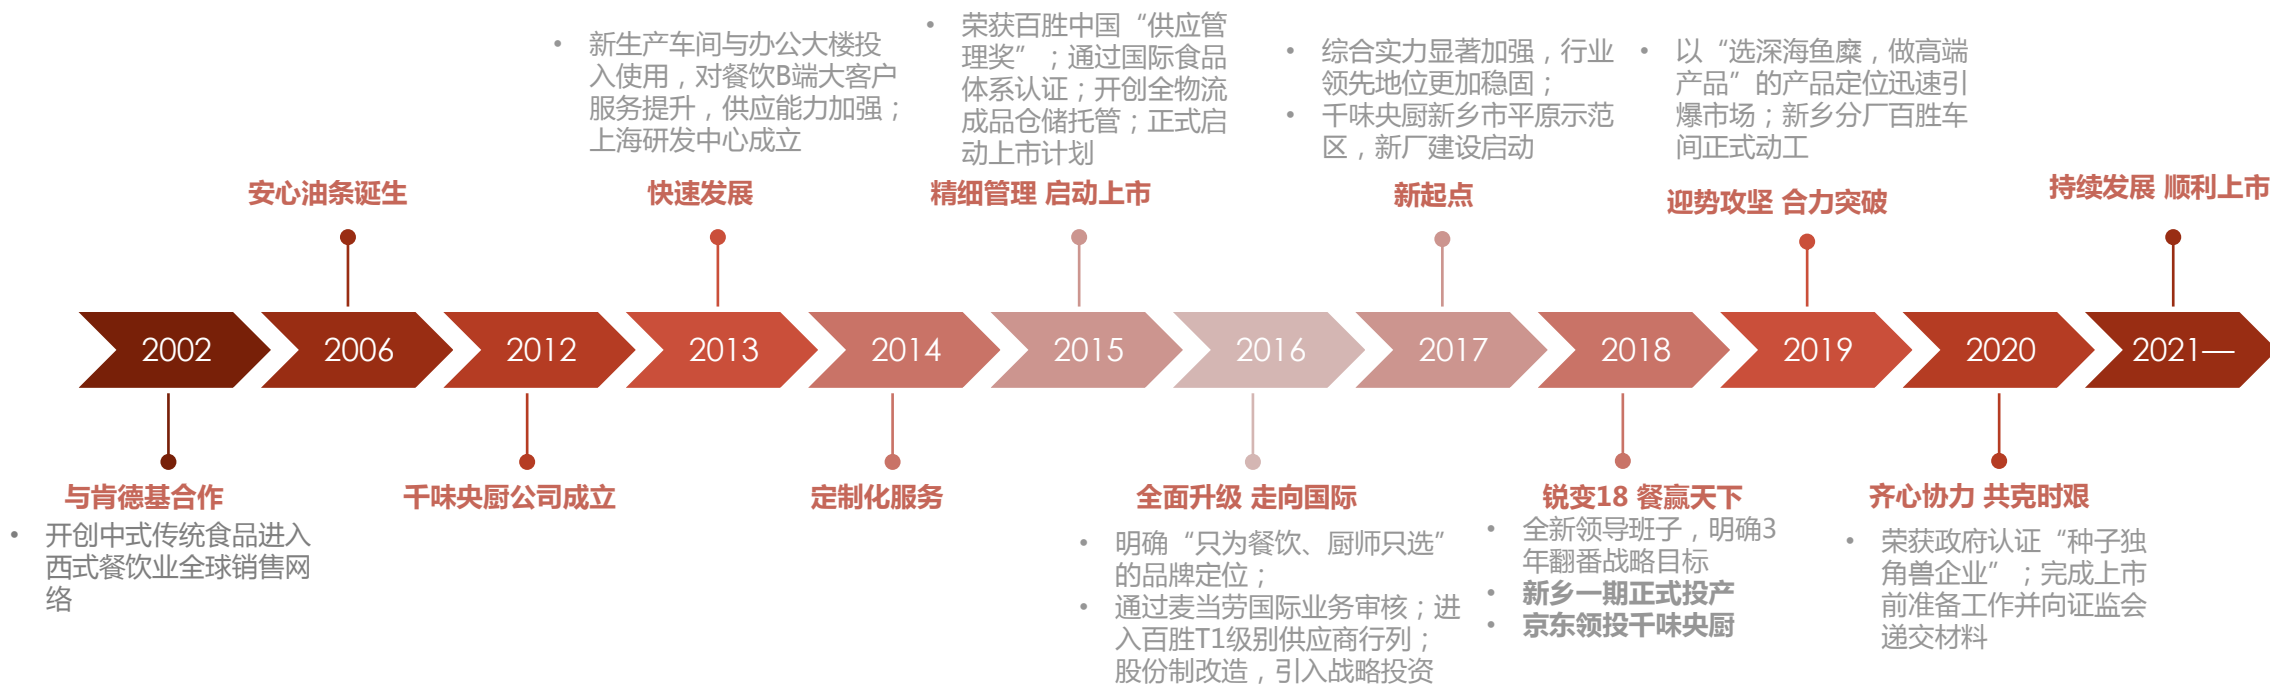 新生产车间与办公大楼投
入使用，对餐饮B端大客户
服务提升，供应能力加强；
上海研发中心成立
荣获百胜中国“供应管
理奖”；通过国际食品
体系认证；开创全物流
成品仓储托管；正式启
动上市计划
综合实力显著加强，行业
领先地位更加稳固；
千味央厨新乡市平原示范
区，新厂建设启动
以“选深海鱼糜，做高端
产品”的产品定位迅速引
爆市场；新乡分厂百胜车
间正式动工
安心油条诞生
快速发展
精细管理 启动上市
新起点
迎势攻坚 合力突破
持续发展 顺利上市
2002
2006
2012
2013
2014
2015
2016
2017
2018
2019
2020
2021—
与肯德基合作
开创中式传统食品进入
西式餐饮业全球销售网
络
千味央厨公司成立
定制化服务
全面升级 走向国际
明确“只为餐饮、厨师只选”
的品牌定位；
通过麦当劳国际业务审核；进
入百胜T1级别供应商行列；
股份制改造，引入战略投资
锐变18 餐赢天下
全新领导班子，明确3
年翻番战略目标
新乡一期正式投产
京东领投千味央厨
齐心协力 共克时艰
荣获政府认证“种子独
角兽企业”；完成上市
前准备工作并向证监会
递交材料